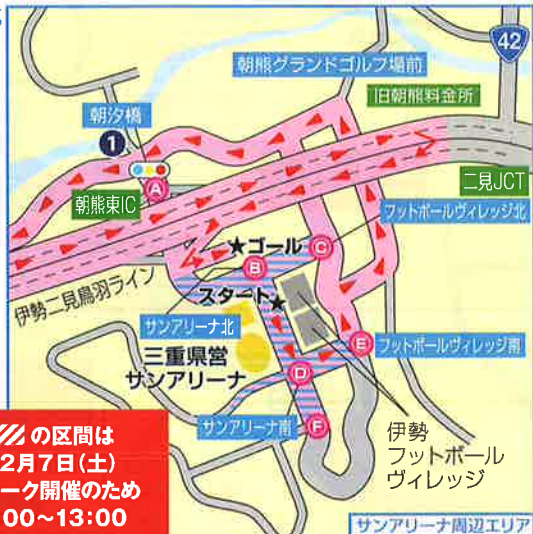 42
朝熊グランドゴルフ場前
旧朝熊料金所
朝汐橋
1
A
朝熊東IC
二見JCT
フットボールヴィレッジ北
★ゴール
C
B
伊勢二見鳥羽ライン
スタート★
サンアリーナ北
三重県営
サンアリーナ
E
フットボールヴィレッジ南
D
サンアリーナ南
F
伊勢
フットボール
ヴィレッジ
の区間は
2月7日(土)
ーク開催のため
00~13:00
サンアリーナ周辺エリア